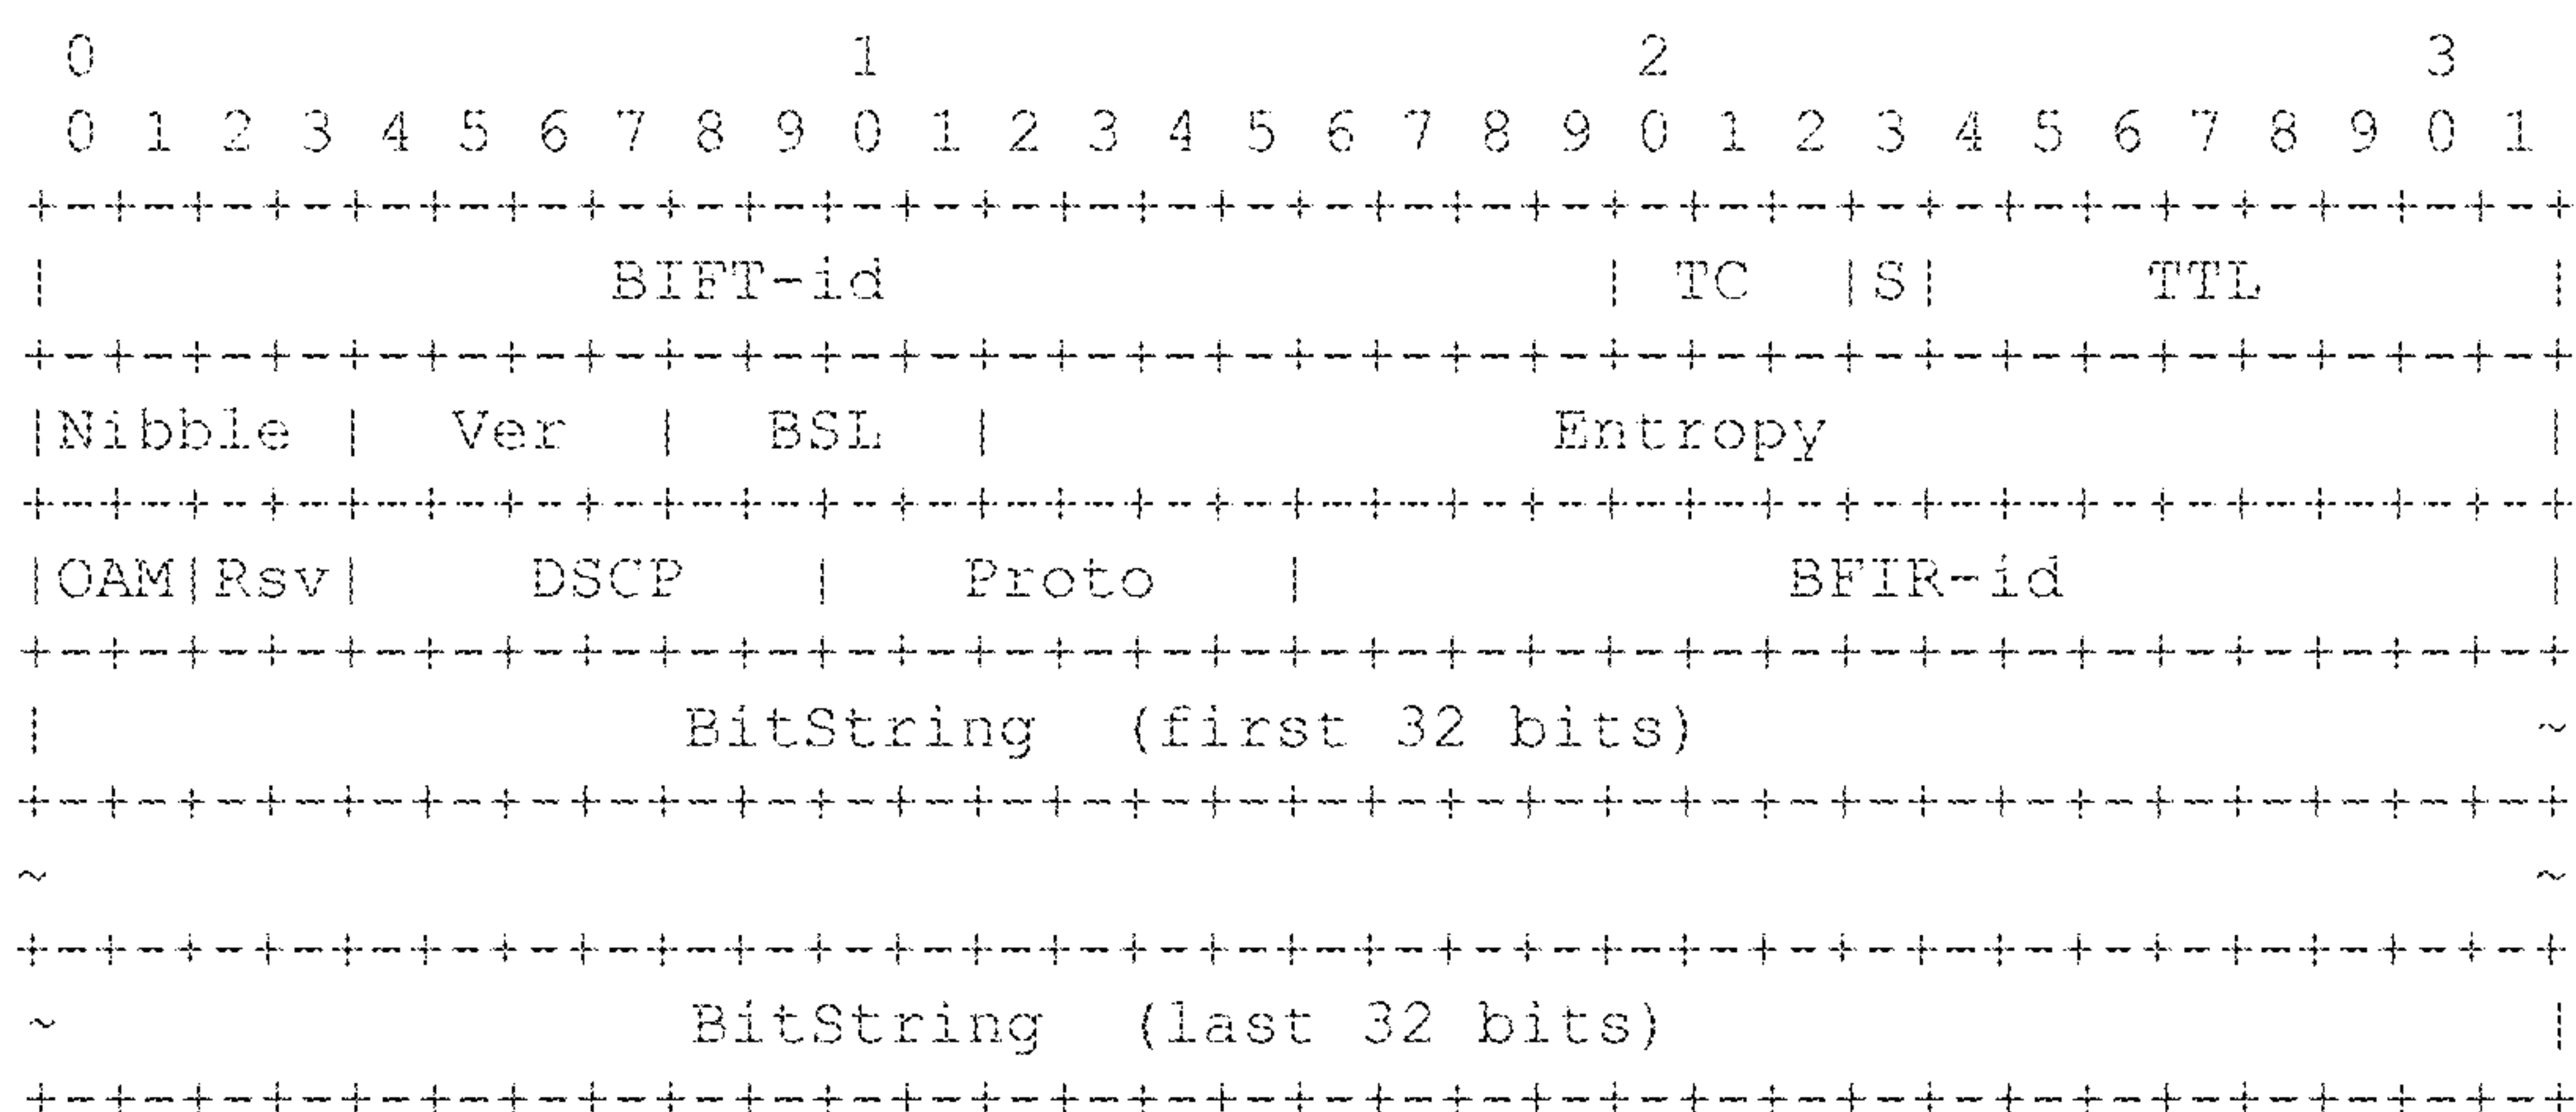 0                   1                   2                   3
 0 1 2 3 4 5 6 7 8 9 0 1 2 3 4 5 6 7 8 9 0 1 2 3 4 5 6 7 8 9 0 1
+-+-+-+-+-+-+-+-+-+-+-+-+-+-+-+-+-+-+-+-+-+-+-+-+-+-+-+-+-+-+-+-+
|              BIFT-id                  | TC  |S|     TTL       |
+-+-+-+-+-+-+-+-+-+-+-+-+-+-+-+-+-+-+-+-+-+-+-+-+-+-+-+-+-+-+-+-+
|Nibble |  Ver  |  BSL  |              Entropy                  |
+-+-+-+-+-+-+-+-+-+-+-+-+-+-+-+-+-+-+-+-+-+-+-+-+-+-+-+-+-+-+-+-+
|OAM|Rsv|    DSCP   |   Proto   |            BFIR-id            |
+-+-+-+-+-+-+-+-+-+-+-+-+-+-+-+-+-+-+-+-+-+-+-+-+-+-+-+-+-+-+-+-+
|                BitString  (first 32 bits)                     ~
+-+-+-+-+-+-+-+-+-+-+-+-+-+-+-+-+-+-+-+-+-+-+-+-+-+-+-+-+-+-+-+-+
~                                                               ~
+-+-+-+-+-+-+-+-+-+-+-+-+-+-+-+-+-+-+-+-+-+-+-+-+-+-+-+-+-+-+-+-+
~                BitString  (last 32 bits)                      |
+-+-+-+-+-+-+-+-+-+-+-+-+-+-+-+-+-+-+-+-+-+-+-+-+-+-+-+-+-+-+-+-+